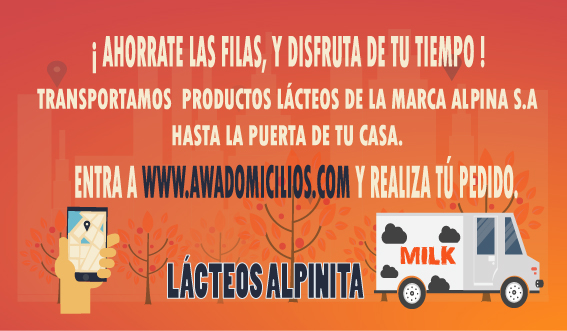 ¡ AHORRATE LAS FILAS, Y DISFRUTA DE TU TIEMPO !
TRANSPORTAMOS PRODUCTOS LÁCTEOS DE LA MARCA ALPINA S.A
HASTA LA PUERTA DE TU CASA.
ENTRA A WWW.AWADOMICILIOS.COM Y REALIZA TÚ PEDIDO.
MILK
LÁCTEOS ALPINITA